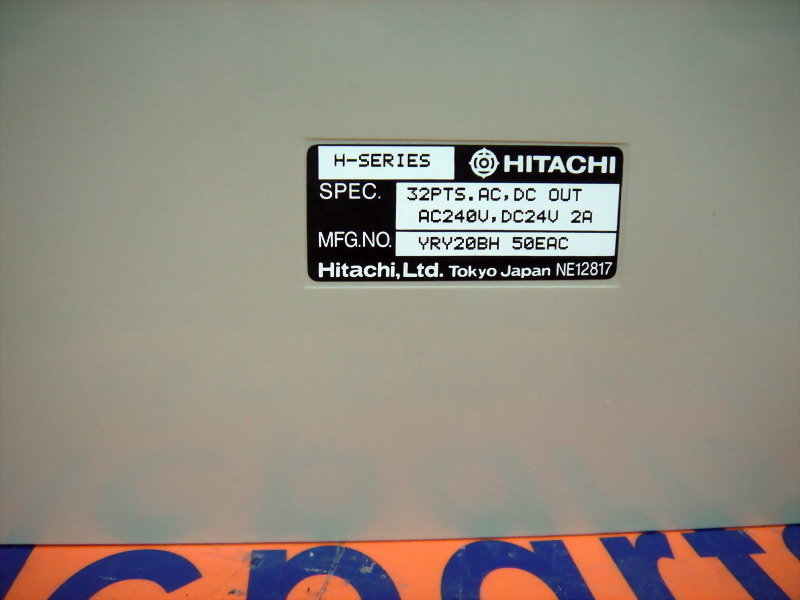 H-SERIES HITACHI
SPEC. 32PTS.AC,DC OUT
AC240V,DC24V 2A
MFG.NO. YRY20BH 50EAC
Hitachi,Ltd. Tokyo Japan NE12817
cparts